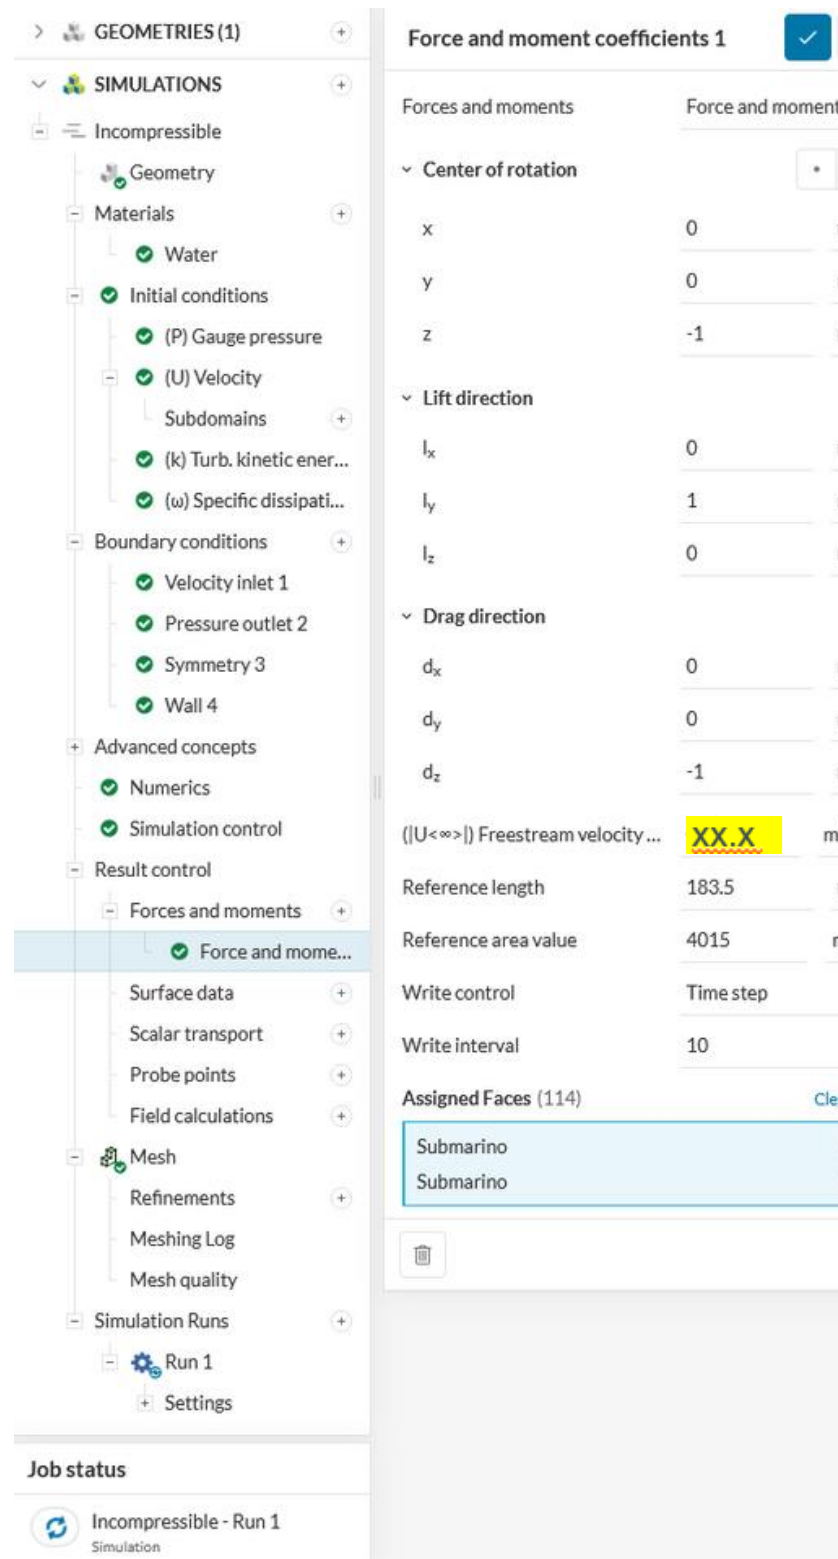 GEOMETRIES (1)
SIMULATIONS
Incompressible
Geometry
Materials
Water
Initial conditions
(P) Gauge pressure
(U) Velocity
Subdomains
(k) Turb. kinetic ener...
(ω) Specific dissipati...
Boundary conditions
Velocity inlet 1
Pressure outlet 2
Symmetry 3
Wall 4
Advanced concepts
Numerics
Simulation control
Result control
Forces and moments
Force and mome...
Surface data
Scalar transport
Probe points
Field calculations
Mesh
Refinements
Meshing Log
Mesh quality
Simulation Runs
Run 1
Settings
Job status
Incompressible - Run 1
Simulation
Force and moment coefficients 1
Forces and moments Force and moment
Center of rotation
x 0
y 0
z -1
Lift direction
lx 0
ly 1
lz 0
Drag direction
dx 0
dy 0
dz -1
(|U<∞>|) Freestream velocity ... XX.X m
Reference length 183.5
Reference area value 4015
Write control Time step
Write interval 10
Assigned Faces (114) Cle
Submarino
Submarino